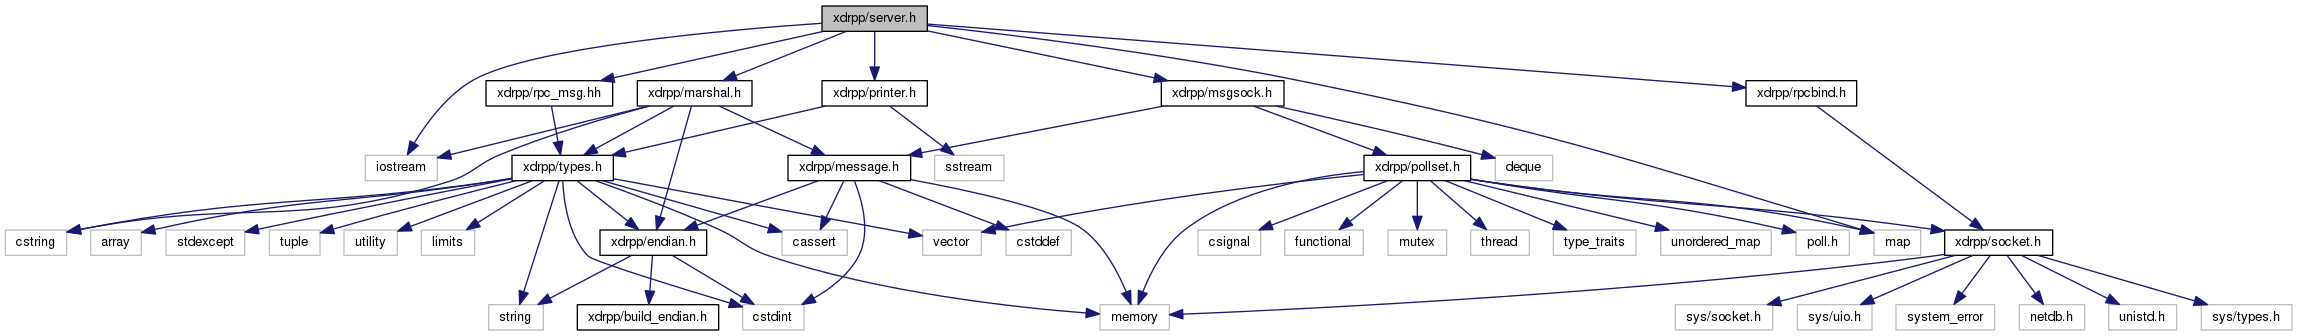 xdrpp/server.h
xdrpp/rpc_msg.hh
xdrpp/marshal.h
xdrpp/printer.h
xdrpp/msgsock.h
xdrpp/rpcbind.h
iostream
xdrpp/types.h
xdrpp/message.h
sstream
xdrpp/pollset.h
deque
cstring
array
stdexcept
tuple
utility
limits
xdrpp/endian.h
cassert
vector
cstddef
csignal
functional
mutex
thread
type_traits
unordered_map
poll.h
map
xdrpp/socket.h
string
xdrpp/build_endian.h
cstdint
memory
sys/socket.h
sys/uio.h
system_error
netdb.h
unistd.h
sys/types.h